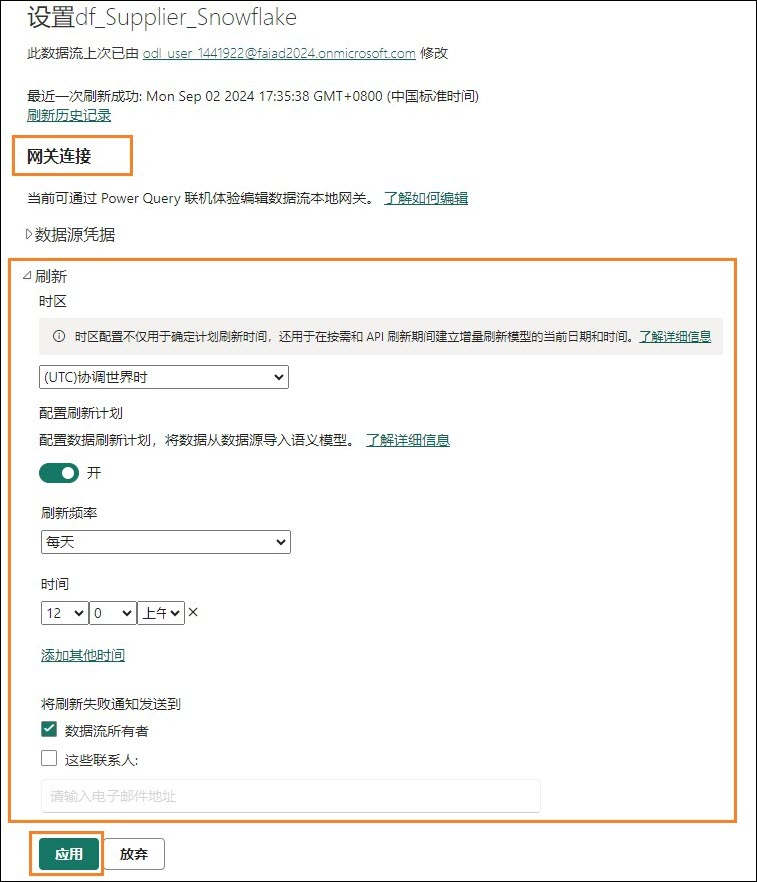 设置df_Supplier_Snowflake
此数据流上次已由 odl_user_1441922@faiad2024.onmicrosoft.com 修改
最近一次刷新成功: Mon Sep 02 2024 17:35:38 GMT+0800 (中国标准时间)
刷新历史记录
网关连接
当前可通过 Power Query 联机体验编辑数据流本地网关。 了解如何编辑
数据源凭据
刷新
时区
时区配置不仅用于确定计划刷新时间，还用于在按需和 API 刷新期间建立增量刷新模型的当前日期和时间。了解详细信息
(UTC)协调世界时
配置刷新计划
配置数据刷新计划，将数据从数据源导入语义模型。 了解详细信息
开
刷新频率
每天
时间
12 0 上午
添加其他时间
将刷新失败通知发送到
数据流所有者
这些联系人:
请输入电子邮件地址
应用 放弃